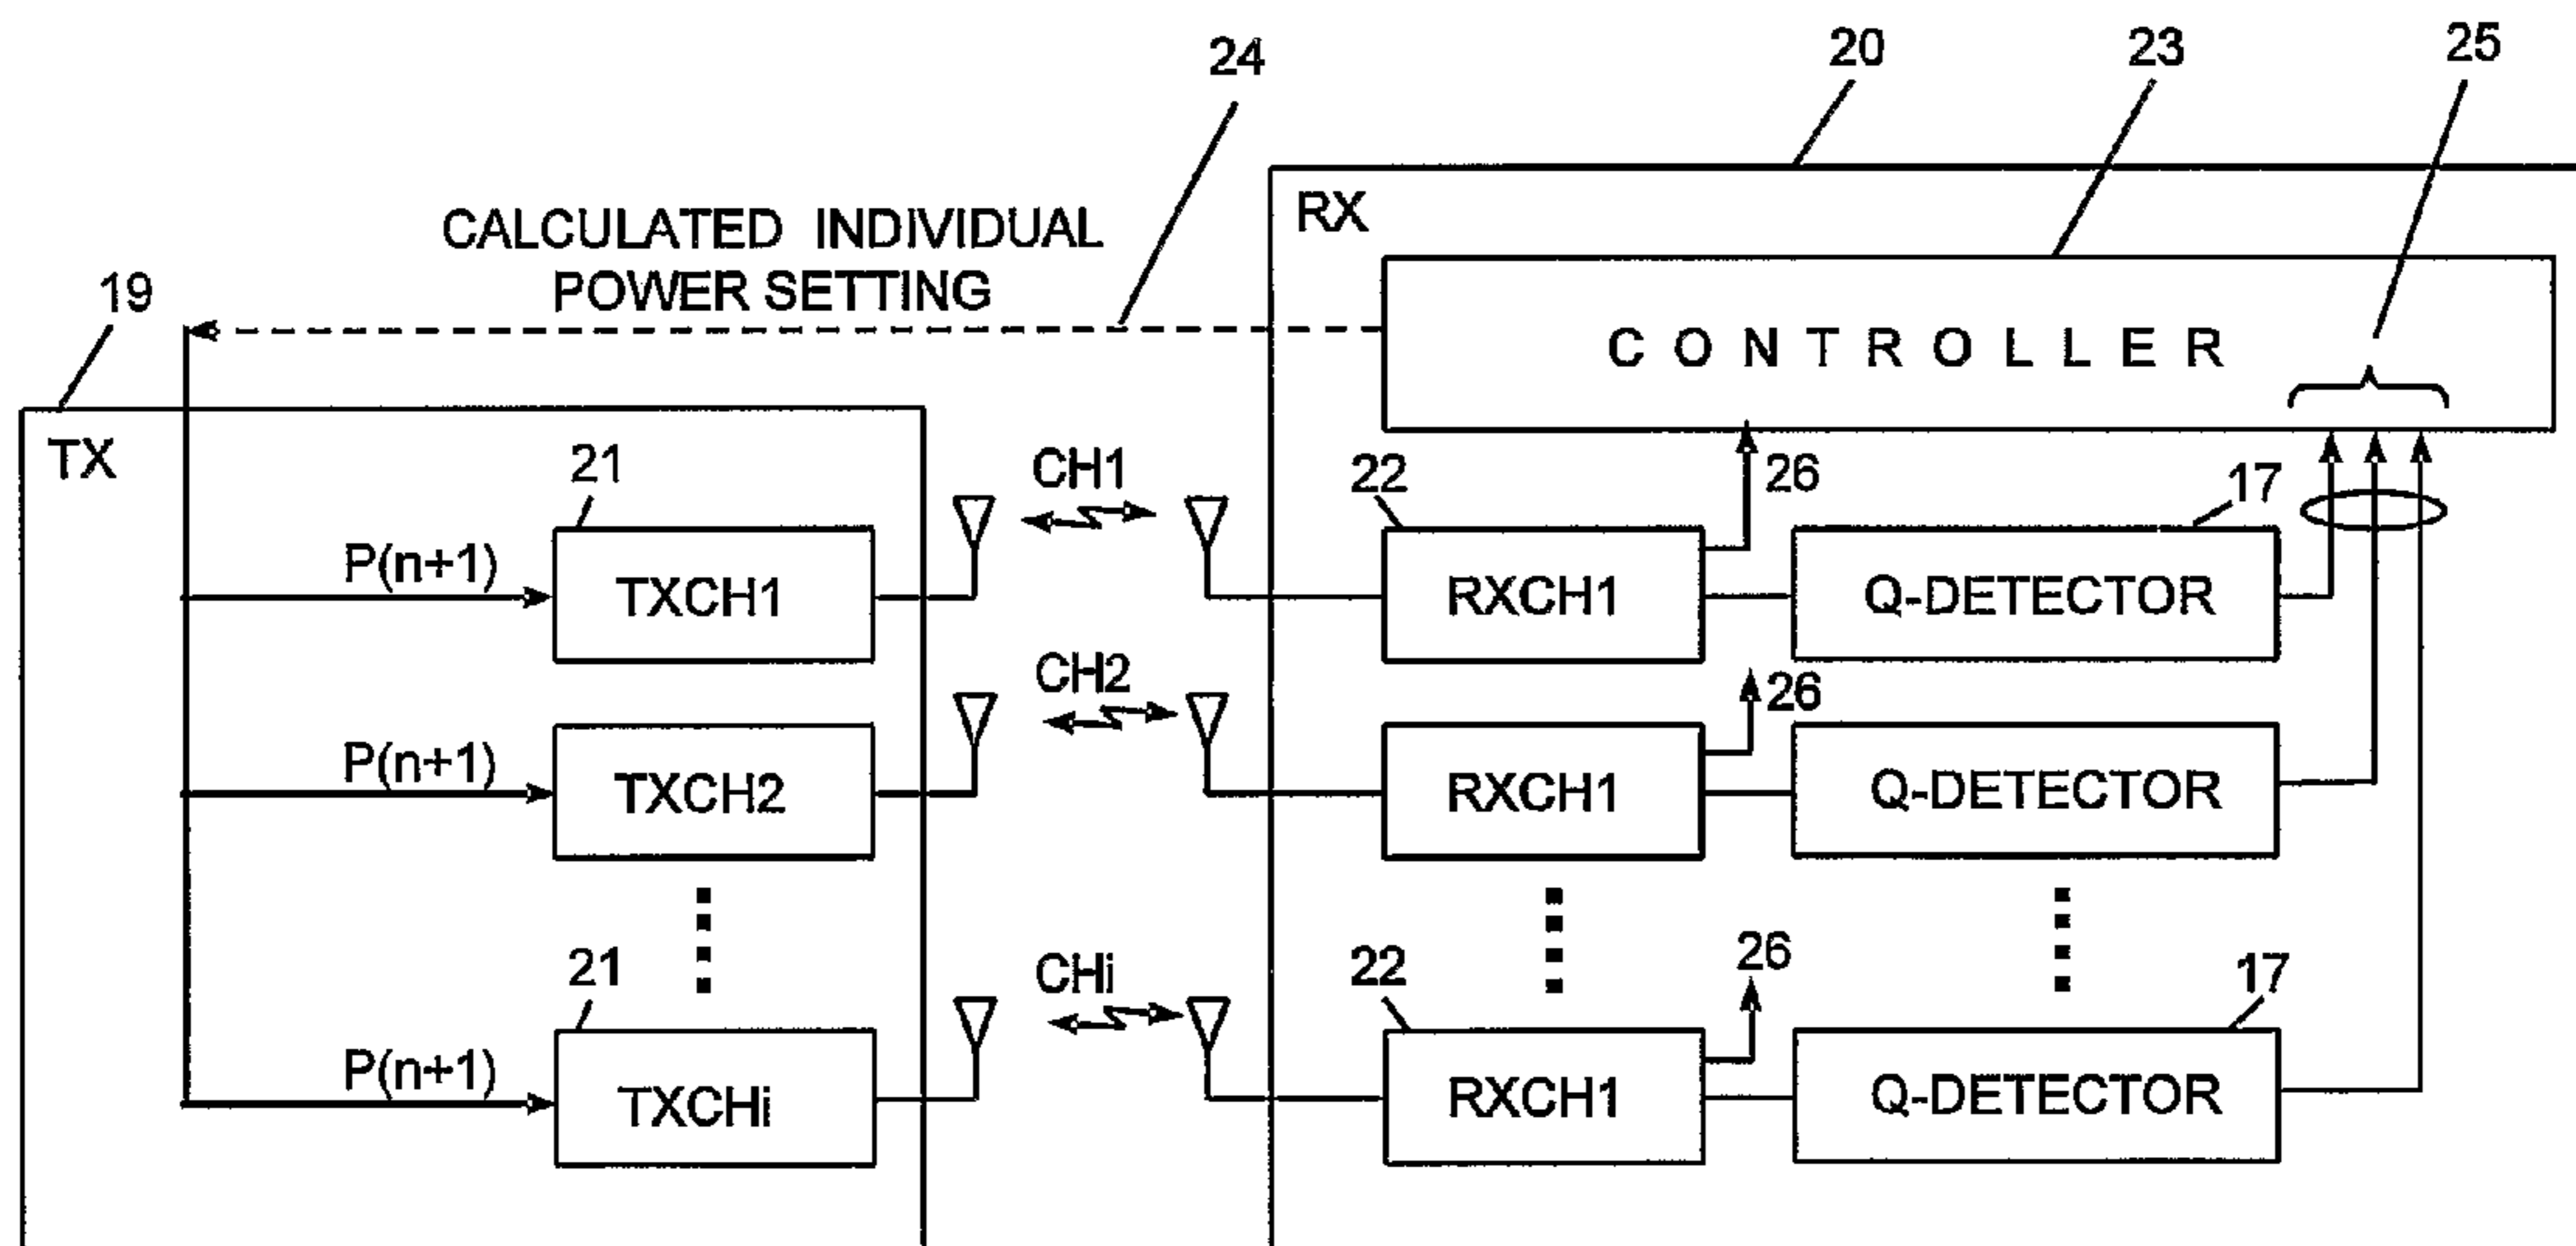 24
20
23
25
CALCULATED INDIVIDUAL
POWER SETTING
RX
19
CONTROLLER
TX
21
CH1
22
26
17
P(n+1)
TXCH1
RXCH1
Q-DETECTOR
CH2
26
P(n+1)
TXCH2
RXCH1
Q-DETECTOR
21
CHi
22
26
17
P(n+1)
TXCHi
RXCH1
Q-DETECTOR